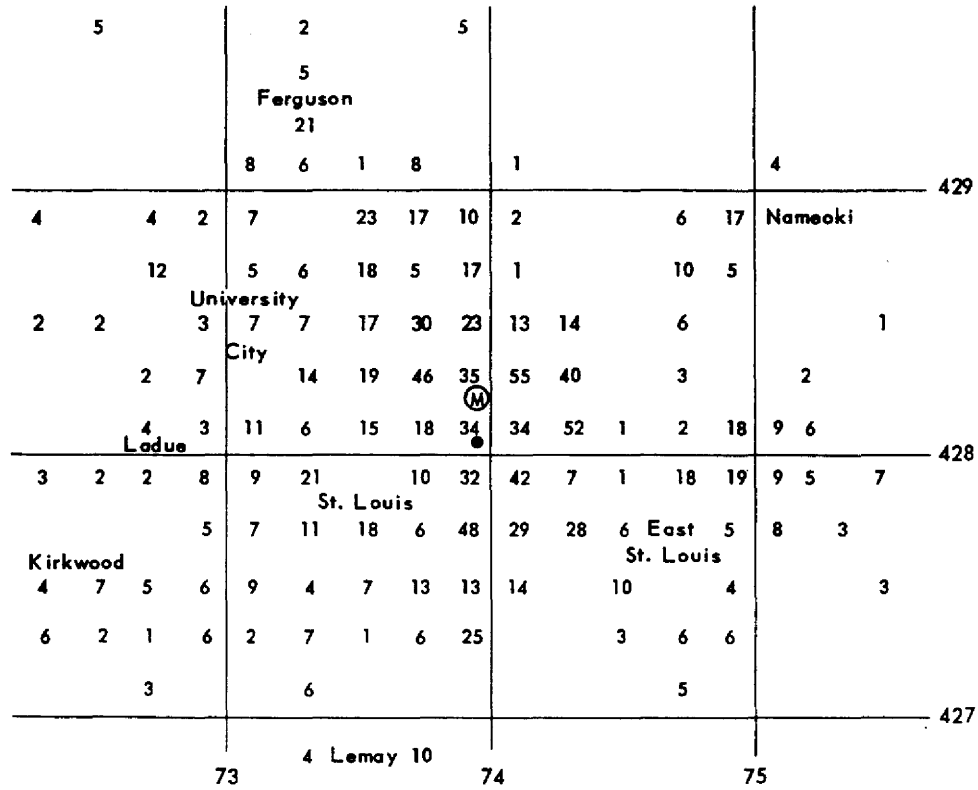 5 2 5
5
Ferguson
21
8 6 1 8 1 4
429
4 4 2 7 23 17 10 2 6 17 Nameoki
12 5 6 18 5 17 1 10 5
University
2 2 3 7 7 17 30 23 13 14 6 1
City
2 7 14 19 46 35 55 40 3 2
M
4 3 11 6 15 18 34 34 52 1 2 18 9 6
Ladue
428
3 2 2 8 9 21 10 32 42 7 1 18 19 9 5 7
St. Louis
5 7 11 18 6 48 29 28 6 East 5 8 3
St. Louis
Kirkwood
4 7 5 6 9 4 7 13 13 14 10 4 3
6 2 1 6 2 7 1 6 25 3 6 6
3 6 5
427
4 Lemay 10
73 74 75